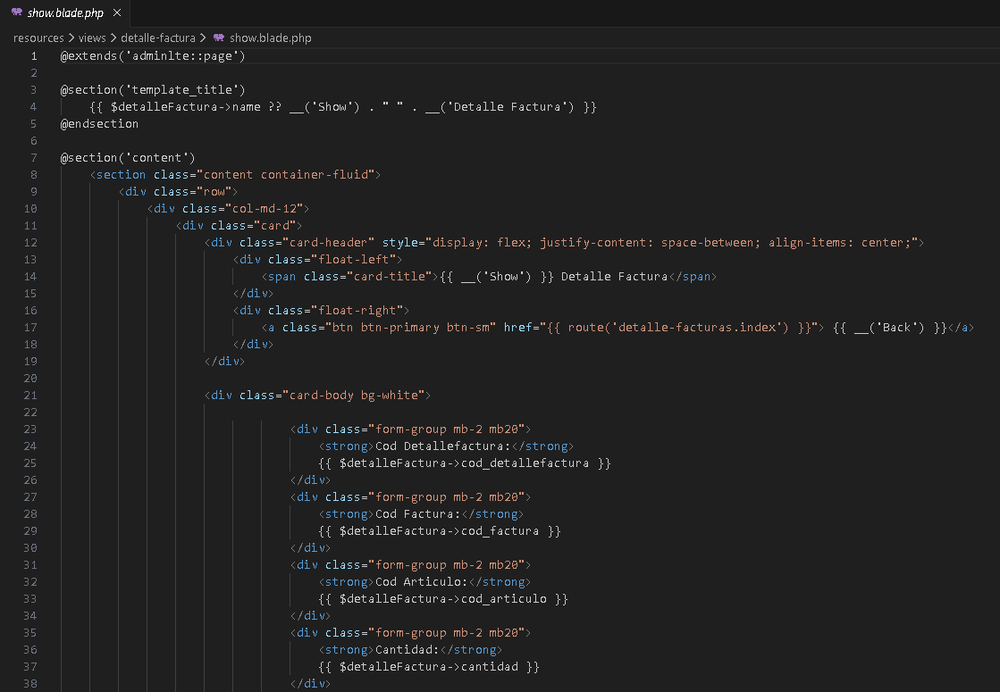 show.blade.php ×
resources > views > detalle-factura > show.blade.php
1 @extends('adminlte::page')
2
3 @section('template_title')
4 {{ $detalleFactura->name ?? __('Show') . " " . __('Detalle Factura') }}
5 @endsection
6
7 @section('content')
8 <section class="content container-fluid">
9 <div class="row">
10 <div class="col-md-12">
11 <div class="card">
12 <div class="card-header" style="display: flex; justify-content: space-between; align-items: center;">
13 <div class="float-left">
14 <span class="card-title">{{ __('Show') }} Detalle Factura</span>
15 </div>
16 <div class="float-right">
17 <a class="btn btn-primary btn-sm" href="{{ route('detalle-facturas.index') }}"> {{ __('Back') }}</a>
18 </div>
19 </div>
20
21 <div class="card-body bg-white">
22
23 <div class="form-group mb-2 mb20">
24 <strong>Cod Detallefactura:</strong>
25 {{ $detalleFactura->cod_detallefactura }}
26 </div>
27 <div class="form-group mb-2 mb20">
28 <strong>Cod Factura:</strong>
29 {{ $detalleFactura->cod_factura }}
30 </div>
31 <div class="form-group mb-2 mb20">
32 <strong>Cod Articulo:</strong>
33 {{ $detalleFactura->cod_articulo }}
34 </div>
35 <div class="form-group mb-2 mb20">
36 <strong>Cantidad:</strong>
37 {{ $detalleFactura->cantidad }}
38 </div>